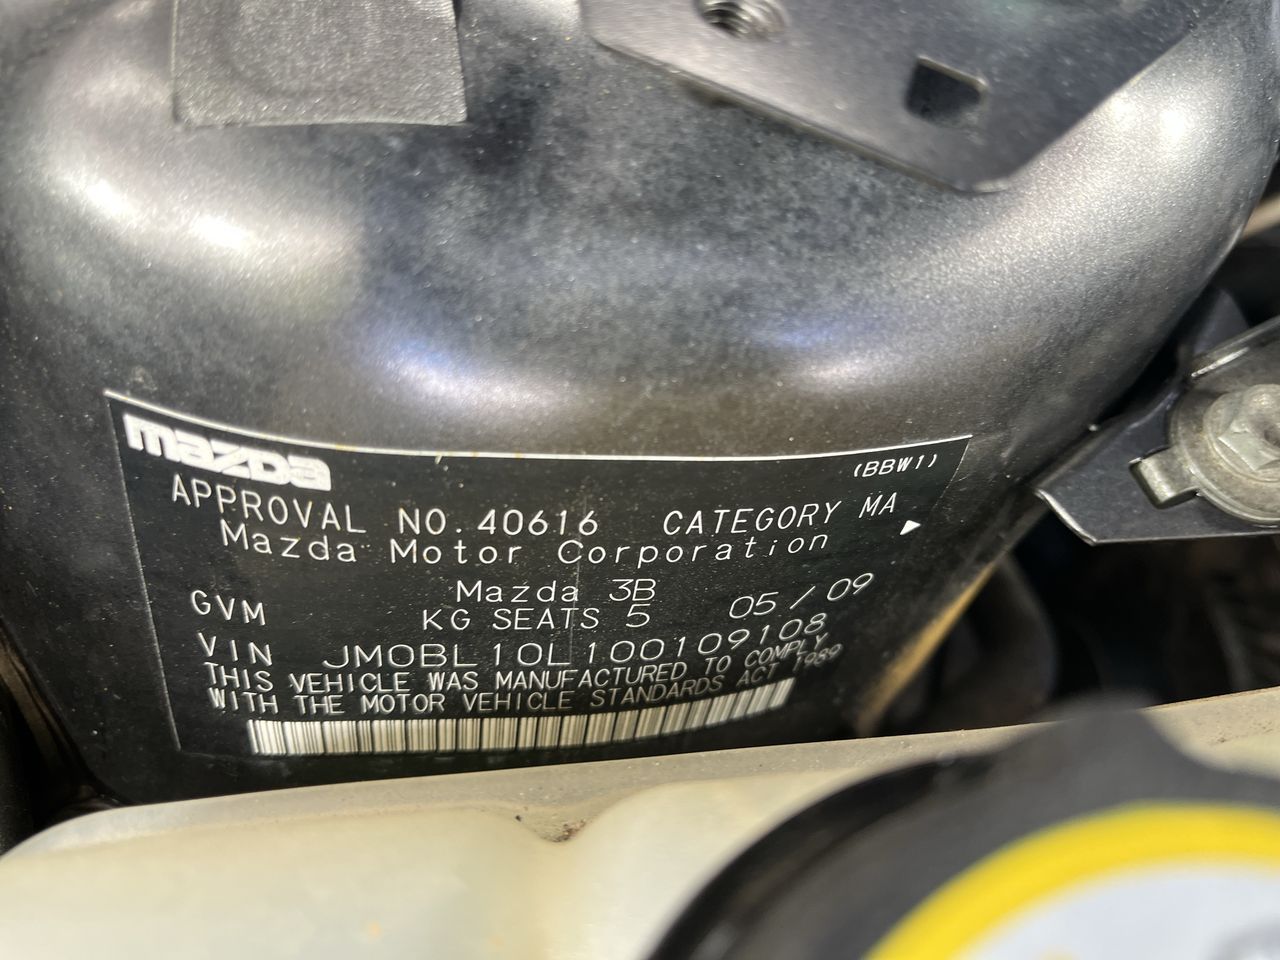 mazda
(BBW1)
APPROVAL NO. 40616 CATEGORY MA
Mazda Motor Corporation
Mazda 3B
GVM KG SEATS 5 05/09
VIN JM0BL10L100109108
THIS VEHICLE WAS MANUFACTURED TO COMPLY
WITH THE MOTOR VEHICLE STANDARDS ACT 1989